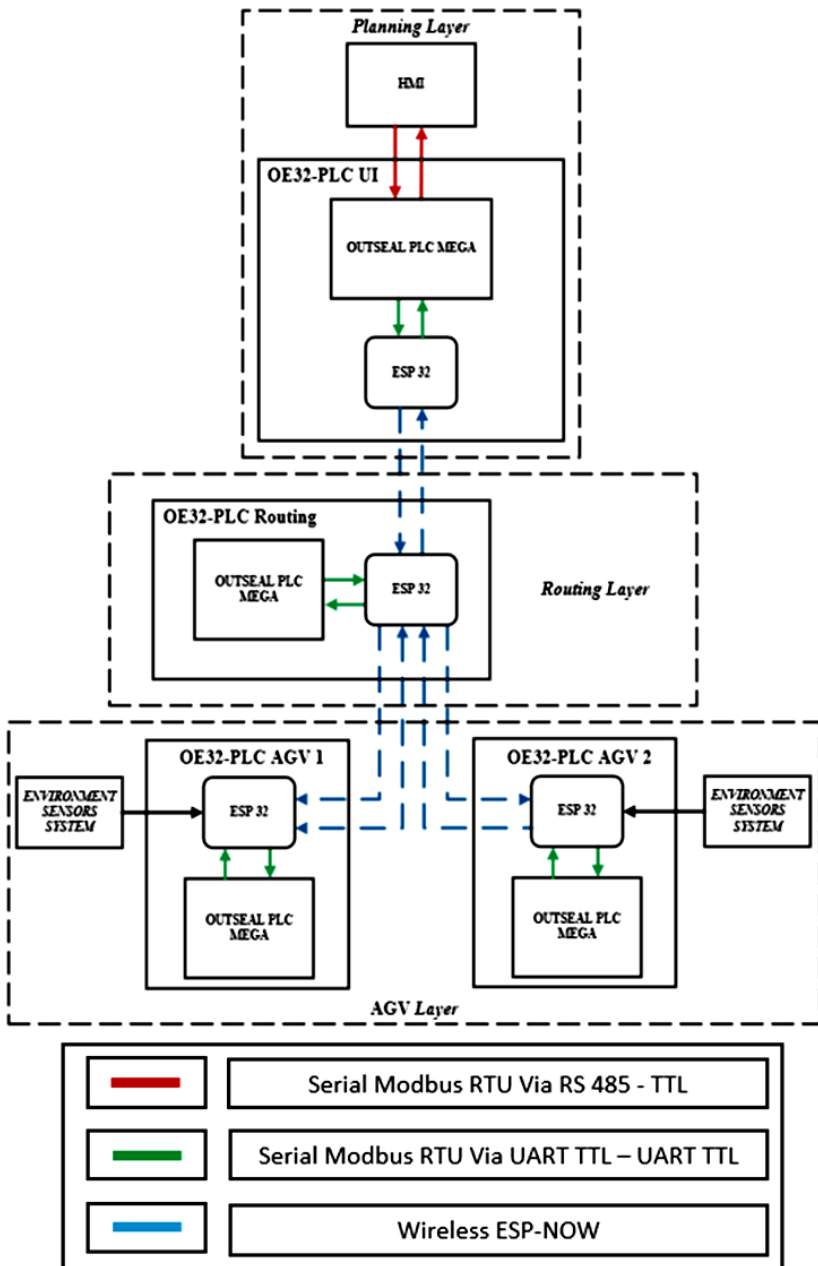 Planning Layer
HMI
OE32-PLC UI
OUTSEAL PLC MEGA
ESP 32
OE32-PLC Routing
OUTSEAL PLC
MEGA
ESP 32
Routing Layer
OE32-PLC AGV 1
OE32-PLC AGV 2
ENVIRONMENT
SENSORS
SYSTEM
ESP 32
ESP 32
ENVIRONMENT
SENSORS
SYSTEM
OUTSEAL PLC
MEGA
OUTSEAL PLC
MEGA
AGV Layer
Serial Modbus RTU Via RS 485 - TTL
Serial Modbus RTU Via UART TTL – UART TTL
Wireless ESP-NOW